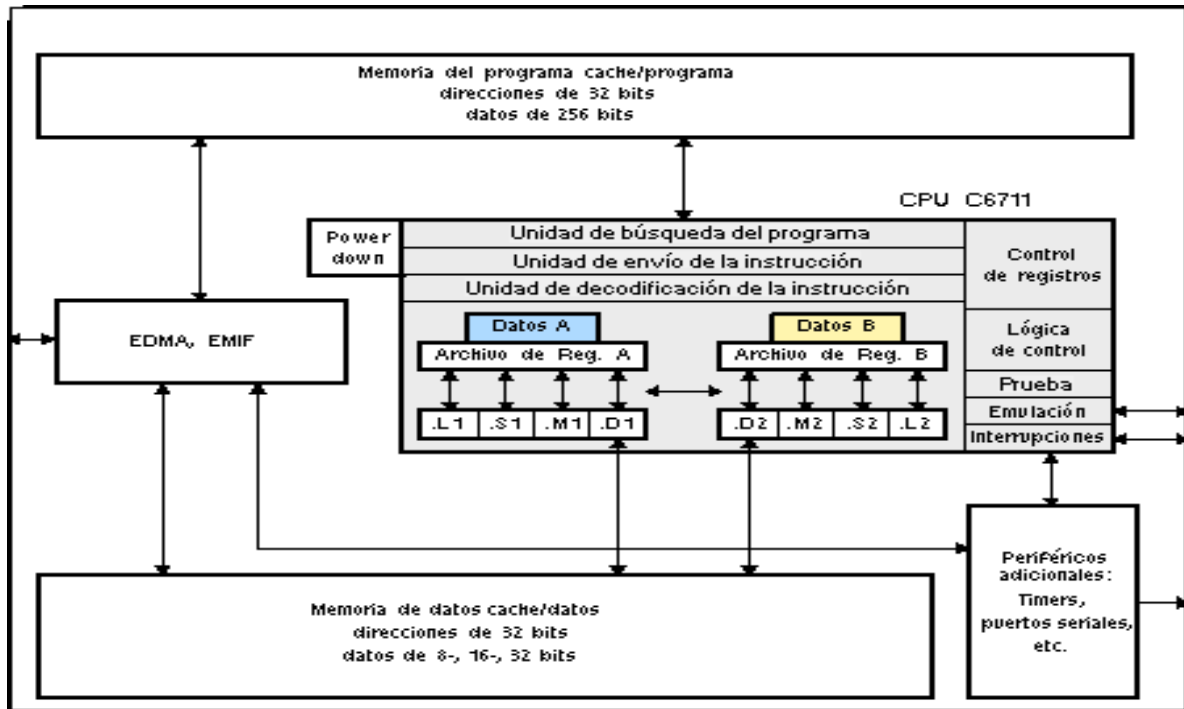 Memoria del programa cache/programa
direcciones de 32 bits
datos de 256 bits
CPU C6711
Power
down
Unidad de búsqueda del programa
Unidad de envío de la instrucción
Unidad de decodificación de la instrucción
Control
de registros
Datos A
Datos B
Archivo de Reg. A
Archivo de Reg. B
Lógica
de control
Prueba
Emulación
Interrupciones
.L1 .S1 .M1 .D1
.D2 .M2 .S2 .L2
EDMA, EMIF
Memoria de datos cache/datos
direcciones de 32 bits
datos de 8-, 16-, 32 bits
Periféricos
adicionales:
Timers,
puertos seriales,
etc.